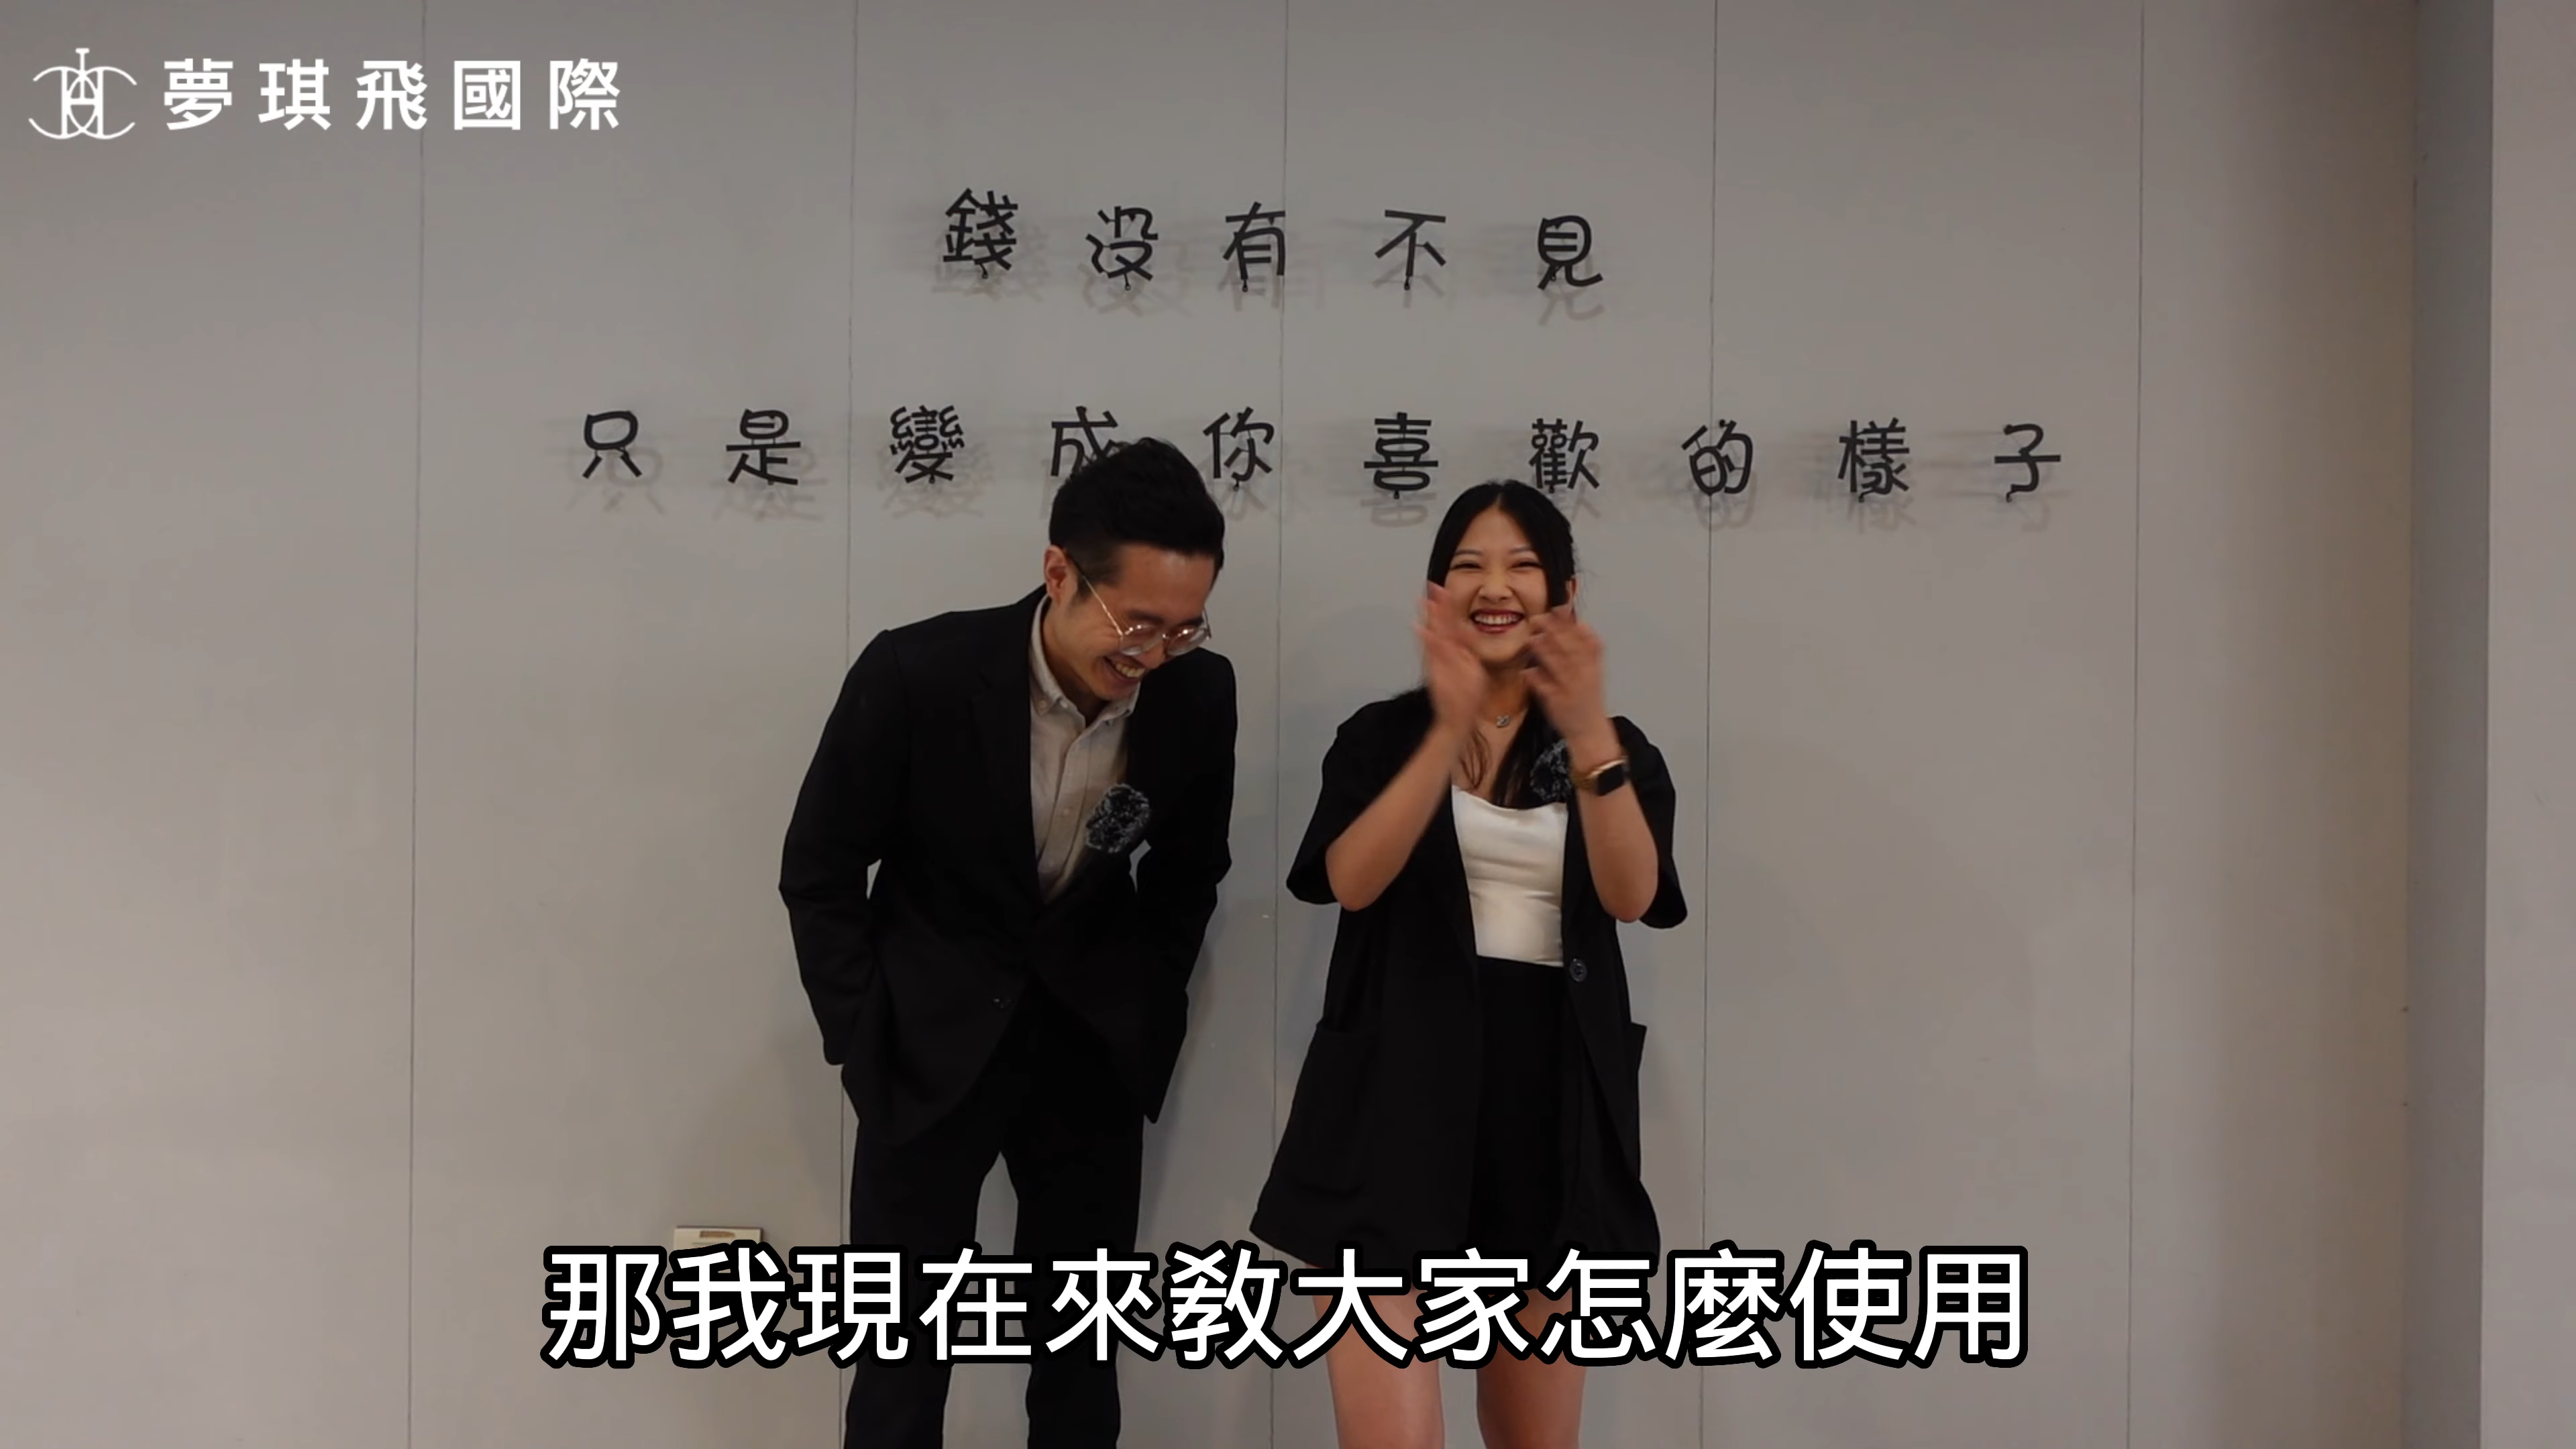 夢琪飛國際
錢沒有不見
只是變成你喜歡的樣子
那我現在來教大家怎麼使用